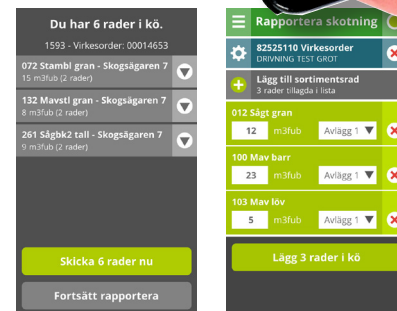 Du har 6 rader i kö.
1593 - Virkesorder: 00014653
072 Stambl gran - Skogsägaren 7
15 m3fub (2 rader)
132 Mavstl gran - Skogsägaren 7
8 m3fub (2 rader)
261 Sågbk2 tall - Skogsägaren 7
9 m3fub (2 rader)
Skicka 6 rader nu
Fortsätt rapportera
Rapportera skotning
82525110 Virkesorder
DRIVNING TEST GROT
Lägg till sortimentsrad
3 rader tillagda i lista
012 Sågt gran
12 m3fub Avlägg 1
100 Mav barr
23 m3fub Avlägg 1
103 Mav löv
5 m3fub Avlägg 1
Lägg 3 rader i kö